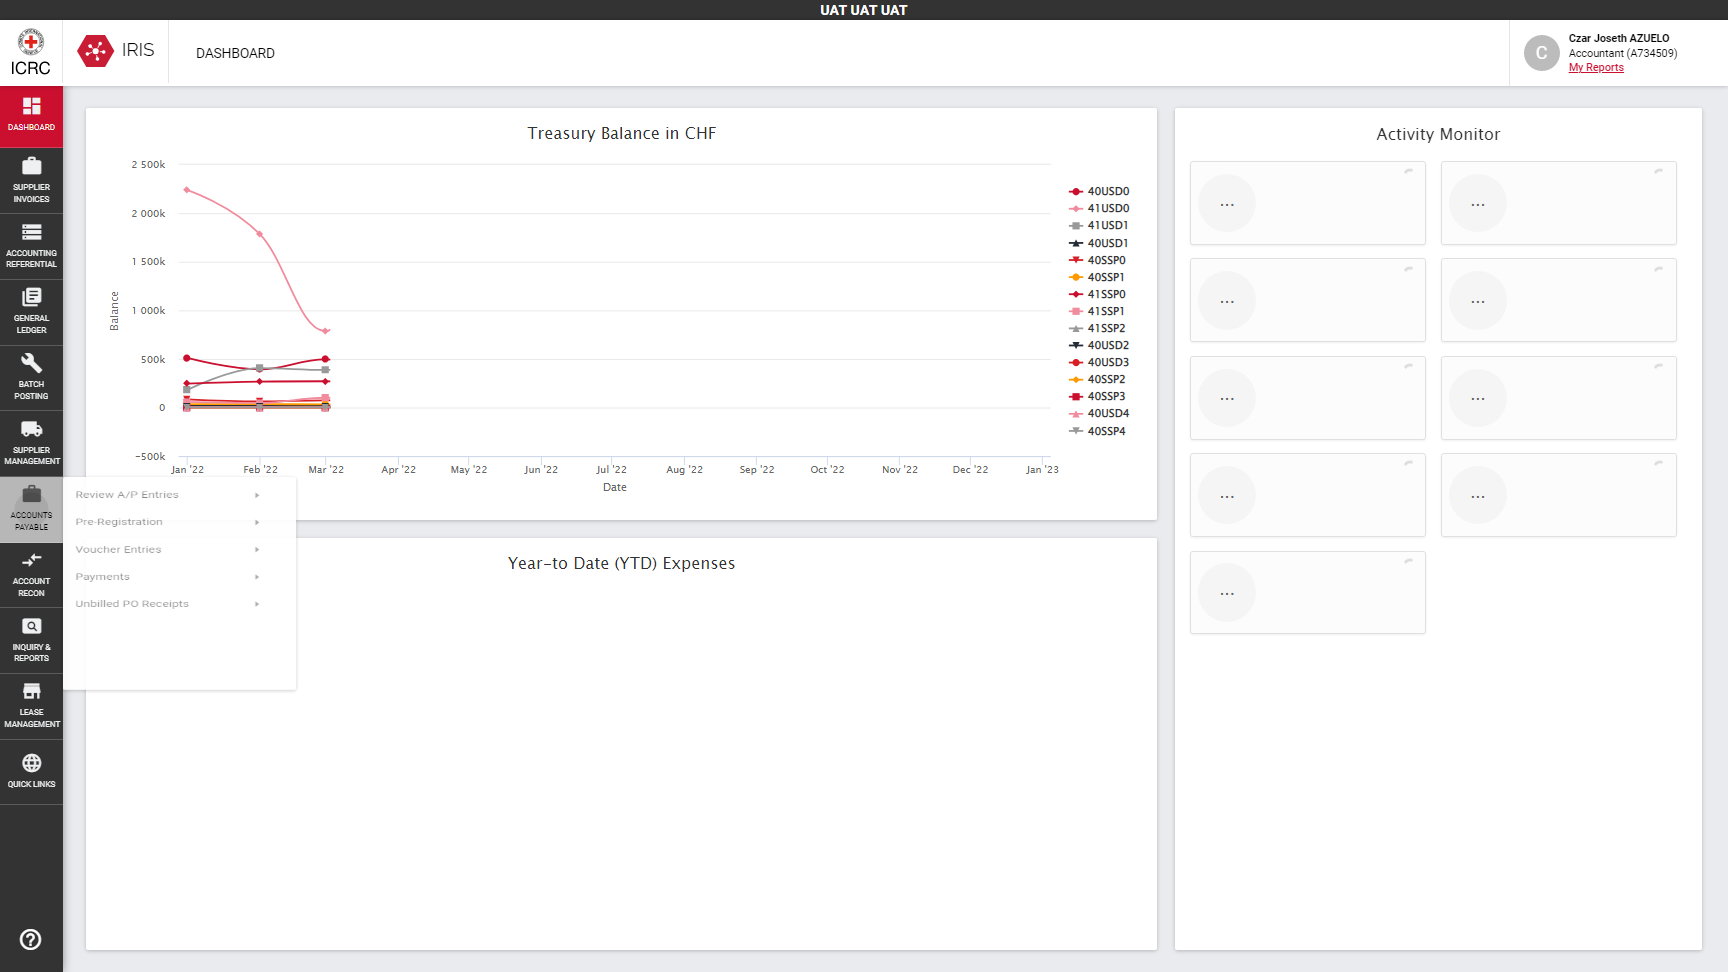 UAT UAT UAT
ICRC
IRIS
DASHBOARD
Czar Joseth AZUELO
Accountant (A734509)
My Reports
C
DASHBOARD
SUPPLIER
INVOICES
ACCOUNTING
REFERENTIAL
GENERAL
LEDGER
BATCH
POSTING
SUPPLIER
MANAGEMENT
ACCOUNTS
PAYABLE
ACCOUNT
RECON
INQUIRY &
REPORTS
LEASE
MANAGEMENT
QUICK LINKS
Review A/P Entries
Pre-Registration
Voucher Entries
Payments
Unbilled PO Receipts
Treasury Balance in CHF
Balance
2 500k
2 000k
1 500k
1 000k
500k
0
−500k
Jan '22 Feb '22 Mar '22 Apr '22 May '22 Jun '22 Jul '22 Aug '22 Sep '22 Oct '22 Nov '22 Dec '22 Jan '23
Date
40USD0
41USD0
41USD1
40USD1
40SSP0
40SSP1
41SSP0
41SSP1
41SSP2
40USD2
40USD3
40SSP2
40SSP3
40USD4
40SSP4
Year-to Date (YTD) Expenses
Activity Monitor
... ...
... ...
... ...
... ...
...